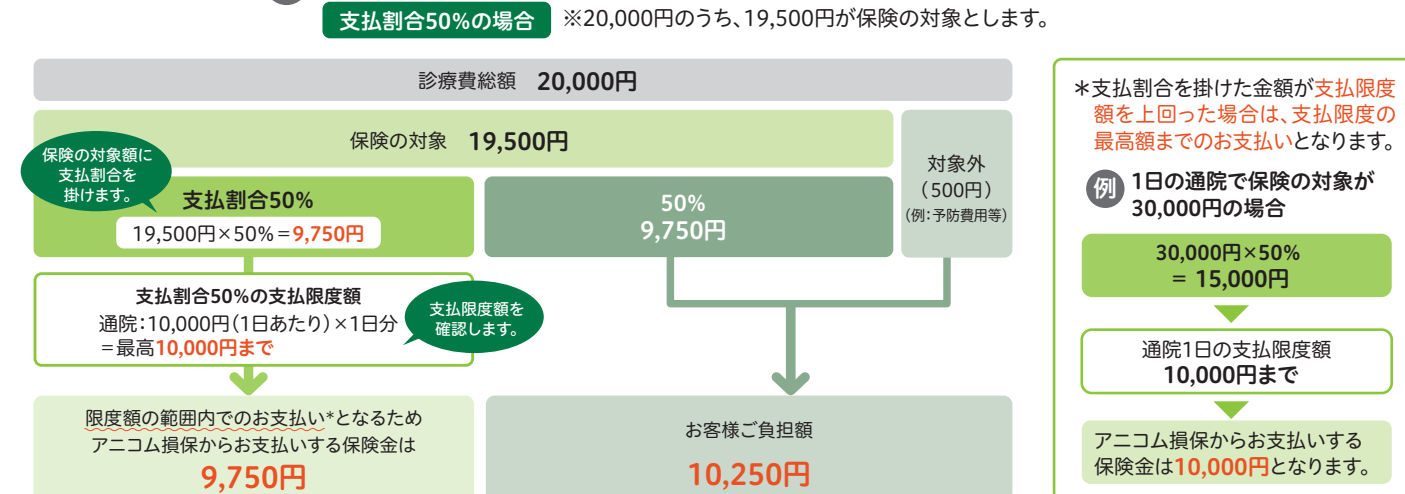 支払割合50%の場合 ※20,000円のうち、19,500円が保険の対象とします。
診療費総額 20,000円
保険の対象 19,500円
保険の対象額に
支払割合を
掛けます。
支払割合50%
19,500円×50%=9,750円
50%
9,750円
対象外
(500円)
(例:予防費用等)
支払割合50%の支払限度額
通院:10,000円(1日あたり)×1日分
=最高10,000円まで
支払限度額を
確認します。
限度額の範囲内でのお支払い*となるため
アニコム損保からお支払いする保険金は
9,750円
お客様ご負担額
10,250円
*支払割合を掛けた金額が支払限度
額を上回った場合は、支払限度の
最高額までのお支払いとなります。
例 1日の通院で保険の対象が
30,000円の場合
30,000円×50%
= 15,000円
通院1日の支払限度額
10,000円まで
アニコム損保からお支払いする
保険金は10,000円となります。